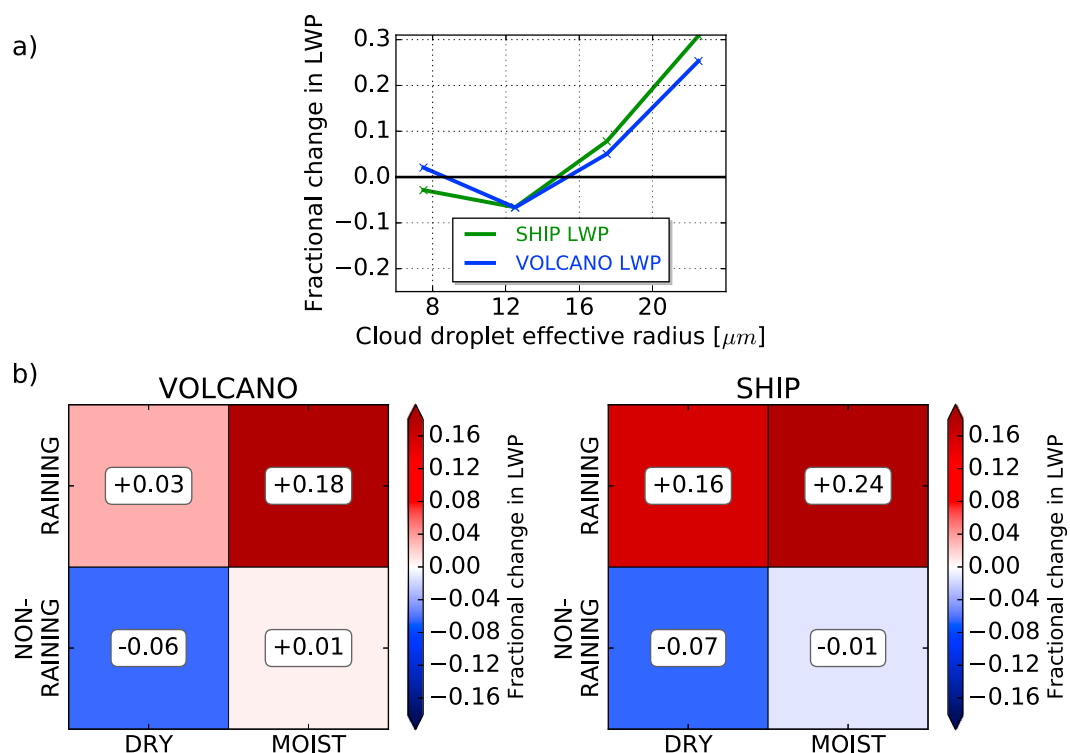 a)
Fractional change in LWP
0.3
0.2
0.1
0.0
−0.1
−0.2
SHIP LWP
VOLCANO LWP
8 12 16 20
Cloud droplet effective radius [μm]
b)
VOLCANO
RAINING
NON-
RAINING
+0.03 +0.18
-0.06 +0.01
DRY MOIST
0.16
0.12
0.08
0.04
0.00
−0.04
−0.08
−0.12
−0.16
Fractional change in LWP
SHIP
RAINING
NON-
RAINING
+0.16 +0.24
-0.07 -0.01
DRY MOIST
0.16
0.12
0.08
0.04
0.00
−0.04
−0.08
−0.12
−0.16
Fractional change in LWP